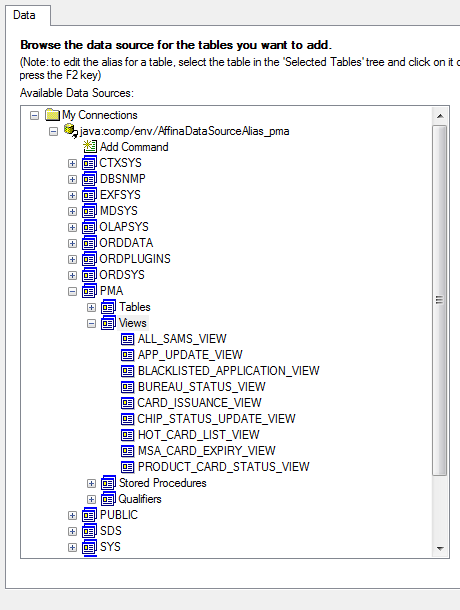 Data
Browse the data source for the tables you want to add.
(Note: to edit the alias for a table, select the table in the 'Selected Tables' tree and click on it o
press the F2 key)
Available Data Sources:
My Connections
java:comp/env/AffinaDataSourceAlias_pma
Add Command
CTXSYS
DBSNMP
EXFSYS
MDSYS
OLAPSYS
ORDDATA
ORDPLUGINS
ORDSYS
PMA
Tables
Views
ALL_SAMS_VIEW
APP_UPDATE_VIEW
BLACKLISTED_APPLICATION_VIEW
BUREAU_STATUS_VIEW
CARD_ISSUANCE_VIEW
CHIP_STATUS_UPDATE_VIEW
HOT_CARD_LIST_VIEW
MSA_CARD_EXPIRY_VIEW
PRODUCT_CARD_STATUS_VIEW
Stored Procedures
Qualifiers
PUBLIC
SDS
SYS